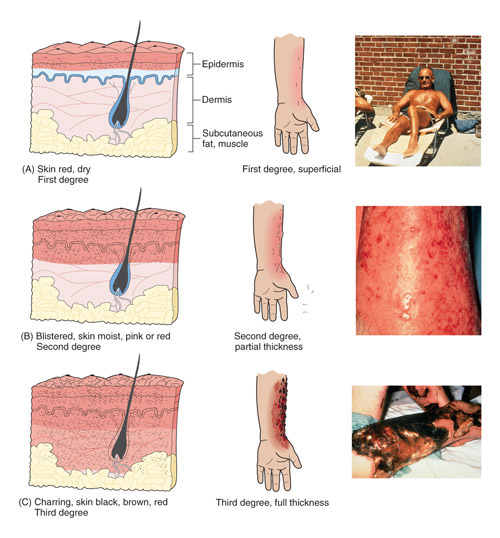 Epidermis
Dermis
Subcutaneous
fat, muscle
(A) Skin red, dry
First degree
First degree, superficial
(B) Blistered, skin moist, pink or red
Second degree
Second degree,
partial thickness
(C) Charring, skin black, brown, red
Third degree
Third degree, full thickness